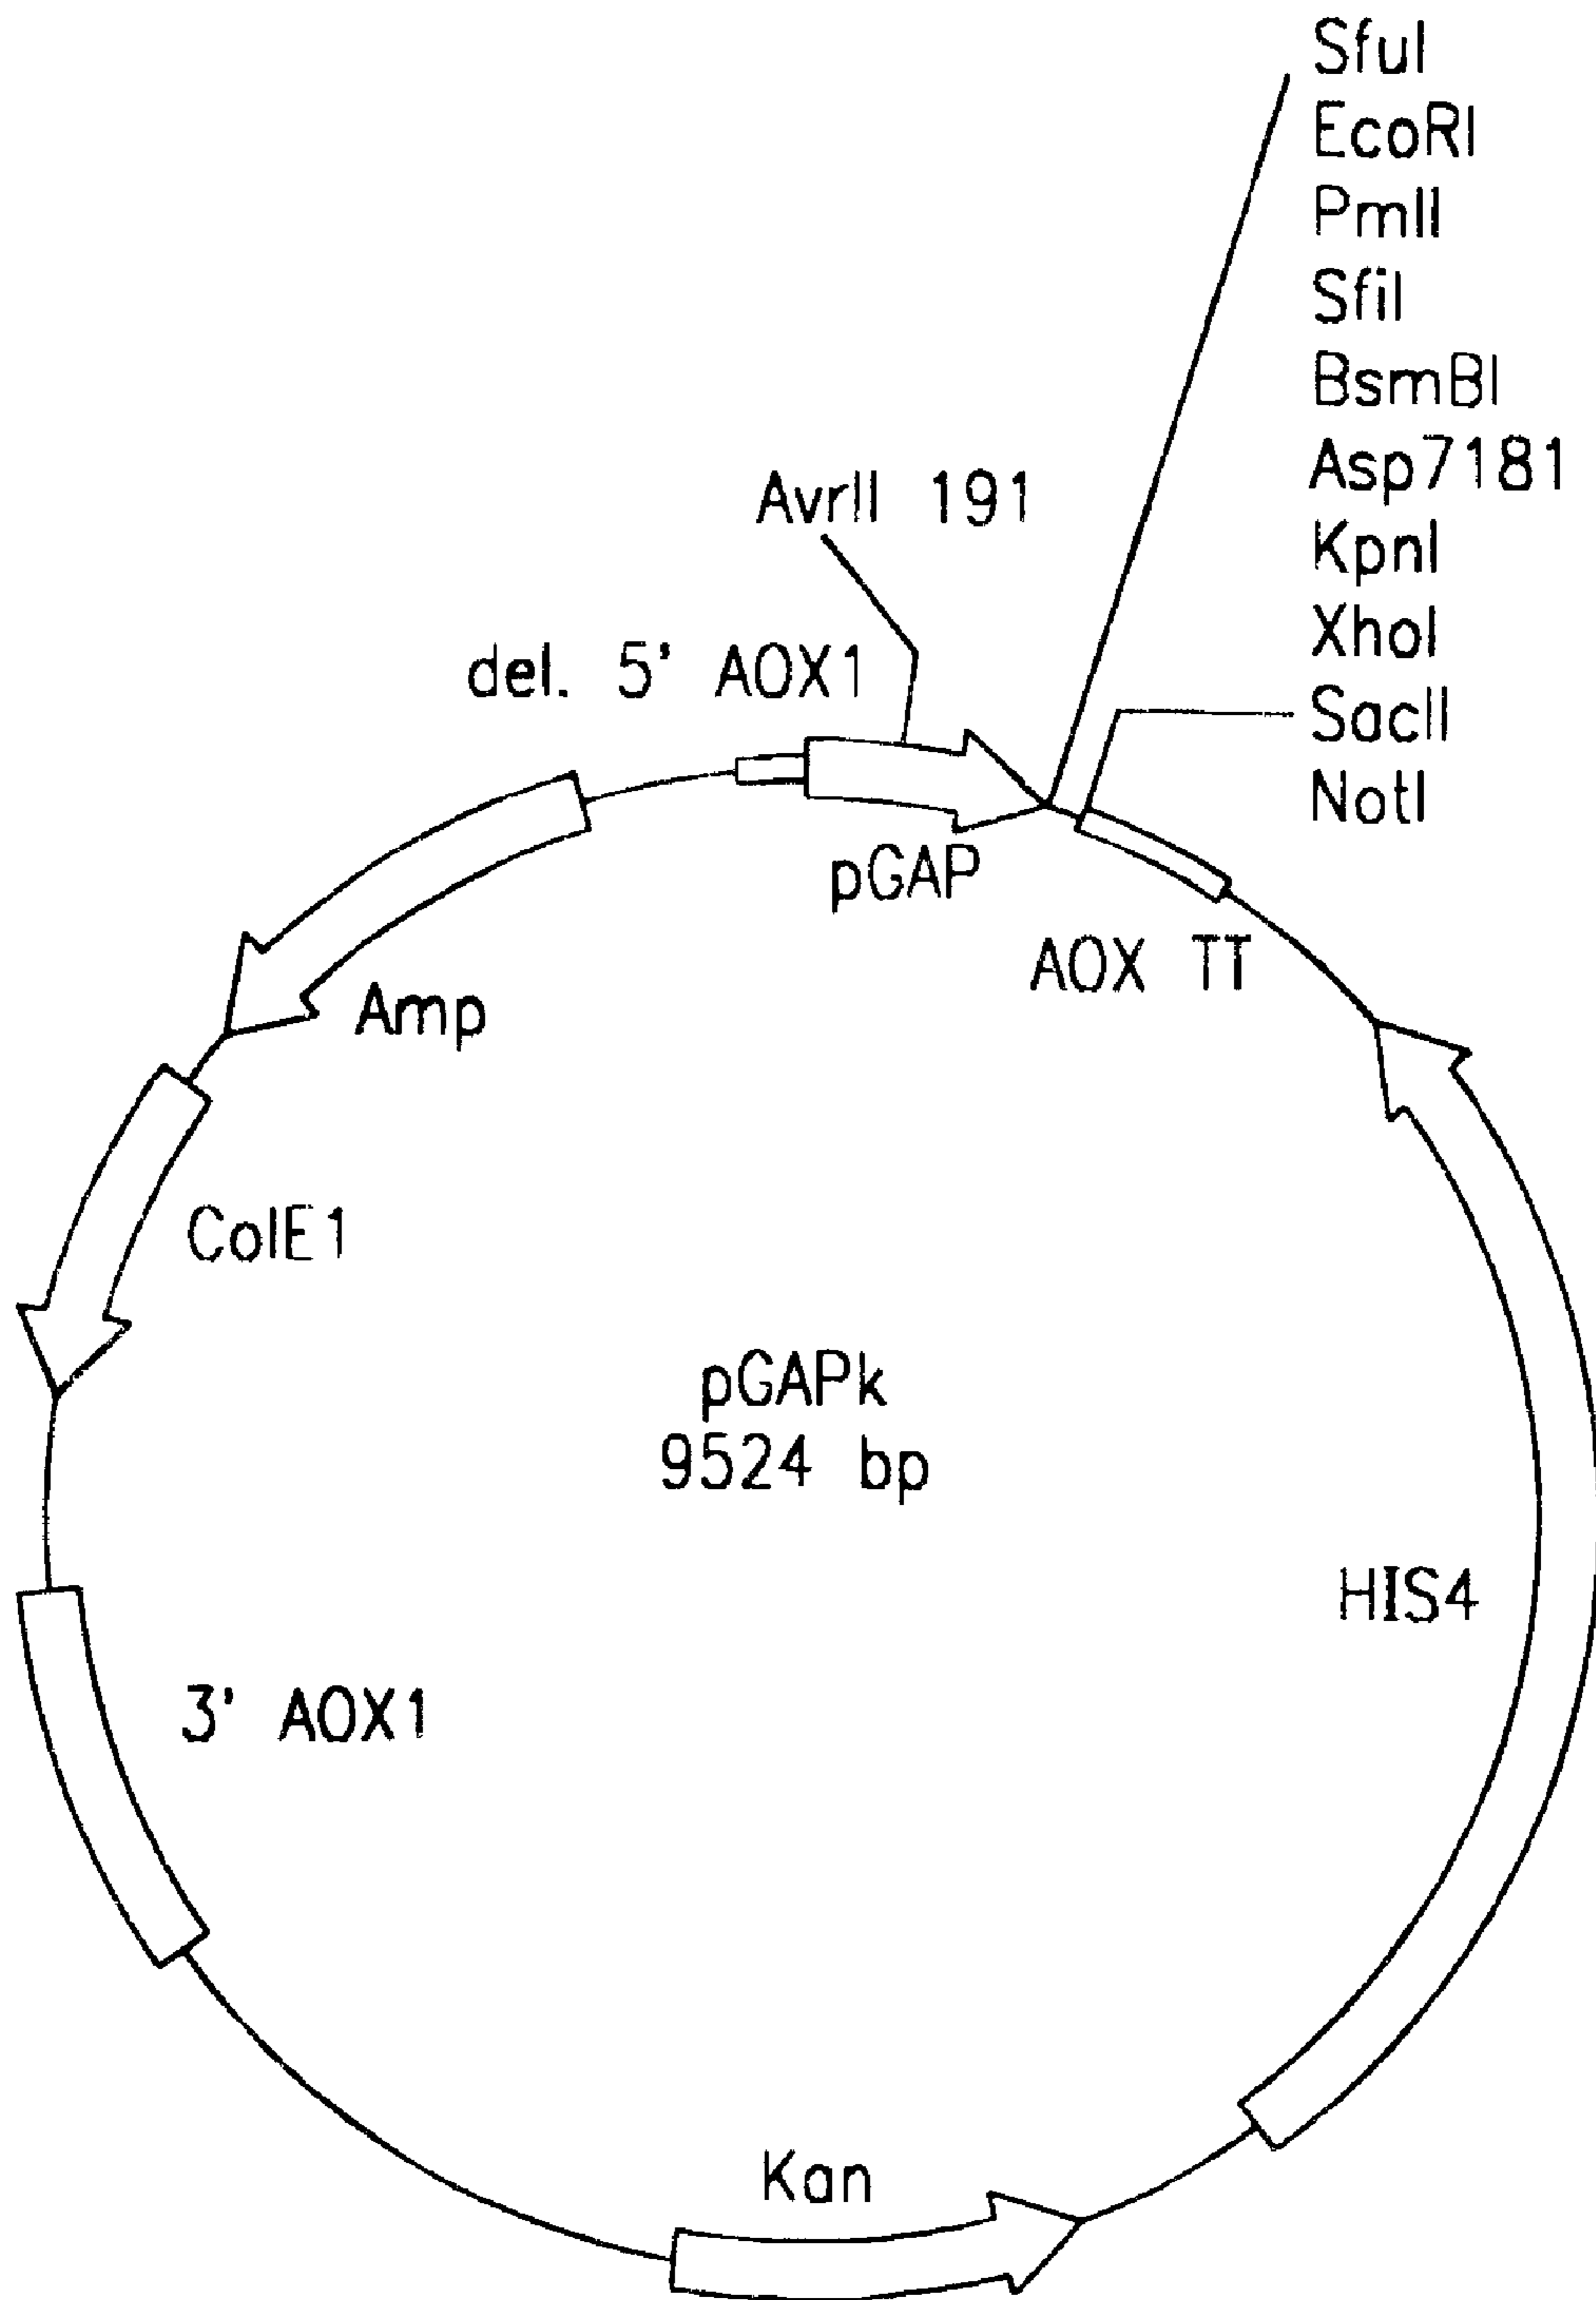 SfuI
EcoRI
PmlI
SfiI
BsmBI
Asp7181
KpnI
XhoI
SacII
NotI
AvrII 191
del. 5' AOX1
pGAP
AOX TT
Amp
ColE1
pGAPk
9524 bp
HIS4
3' AOX1
Kan